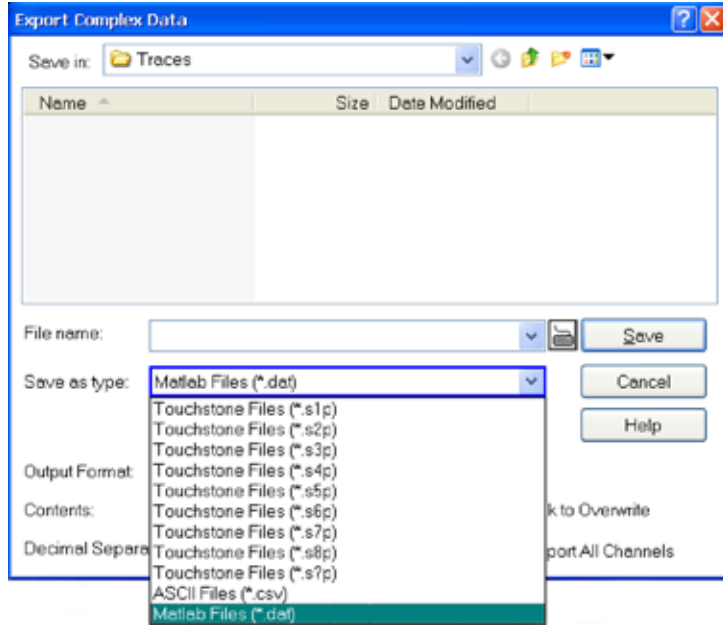 Export Complex Data
Save in: Traces
Name Size Date Modified
File name: Save
Save as type: Matlab Files (*.dat) Cancel
Touchstone Files (*.s1p)
Touchstone Files (*.s2p) Help
Touchstone Files (*.s3p)
Touchstone Files (*.s4p)
Output Format: Touchstone Files (*.s5p)
Touchstone Files (*.s6p)
Contents: Touchstone Files (*.s7p) k to Overwrite
Touchstone Files (*.s8p)
Decimal Separa Touchstone Files (*.s?p) port All Channels
ASCII Files (*.csv)
Matlab Files (*.dat)